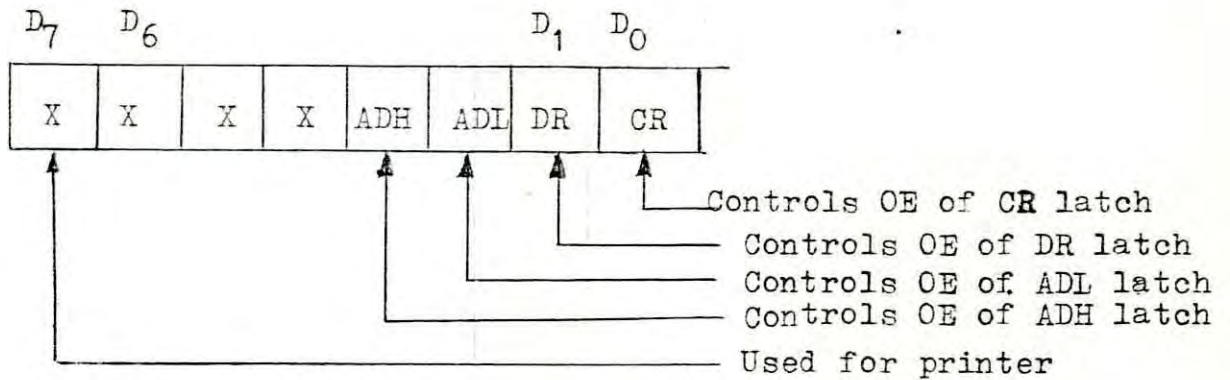 D7 D6 D1 D0
X X X X ADH ADL DR CR
Controls OE of CR latch
Controls OE of DR latch
Controls OE of ADL latch
Controls OE of ADH latch
Used for printer